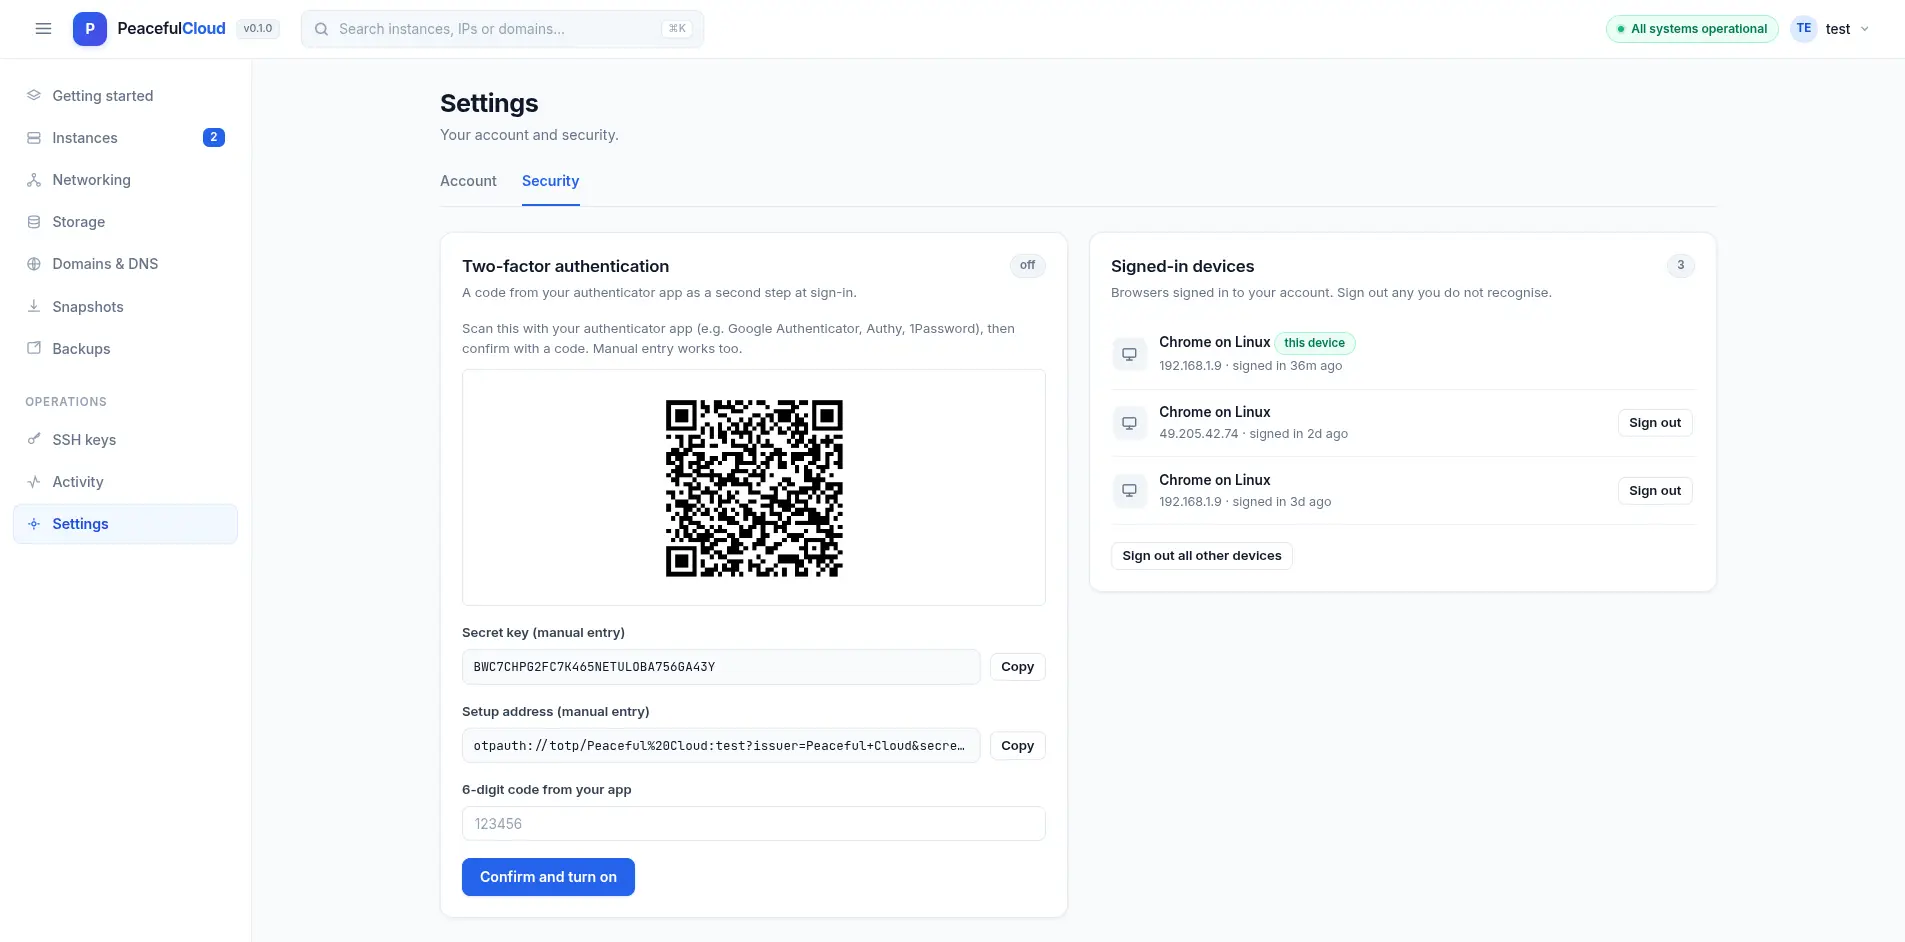 P PeacefulCloud v0.1.0
Search instances, IPs or domains... ⌘K
All systems operational
TE test
Getting started
Instances 2
Networking
Storage
Domains & DNS
Snapshots
Backups
OPERATIONS
SSH keys
Activity
Settings
Settings
Your account and security.
Account Security
Two-factor authentication off
A code from your authenticator app as a second step at sign-in.
Scan this with your authenticator app (e.g. Google Authenticator, Authy, 1Password), then
confirm with a code. Manual entry works too.
Secret key (manual entry)
BWC7CHPG2FC7K465NETULOBA756GA43Y Copy
Setup address (manual entry)
otpauth://totp/Peaceful%20Cloud:test?issuer=Peaceful+Cloud&secre… Copy
6-digit code from your app
123456
Confirm and turn on
Signed-in devices 3
Browsers signed in to your account. Sign out any you do not recognise.
Chrome on Linux this device
192.168.1.9 · signed in 36m ago
Chrome on Linux
49.205.42.74 · signed in 2d ago
Sign out
Chrome on Linux
192.168.1.9 · signed in 3d ago
Sign out
Sign out all other devices